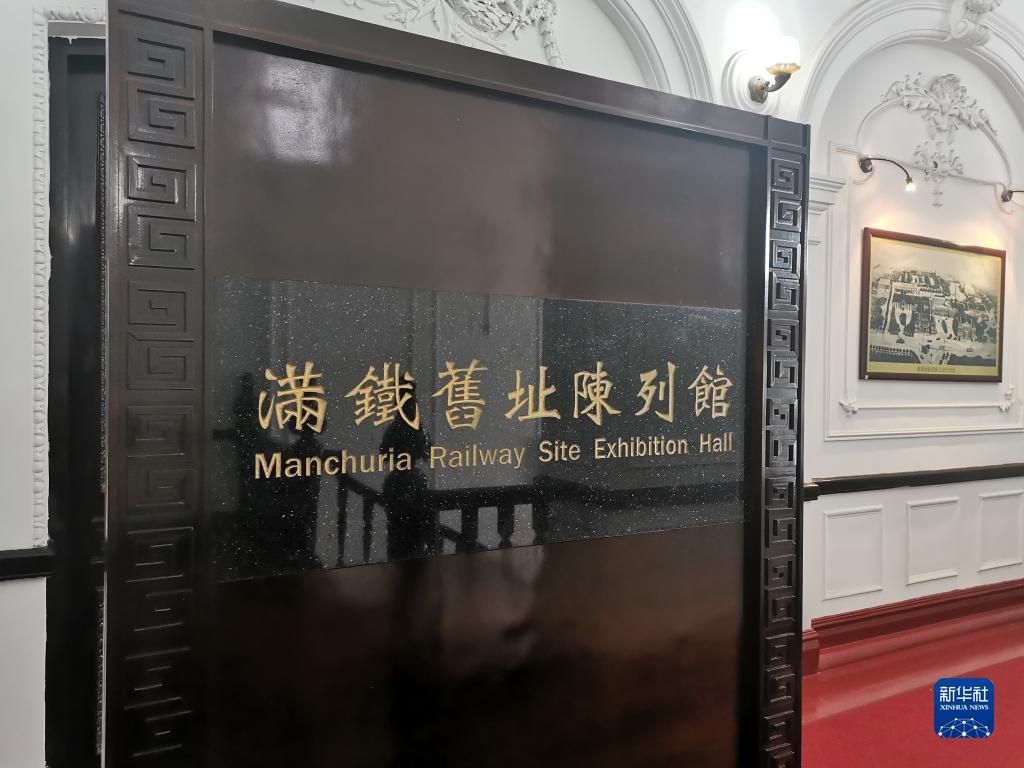 滿鐵舊址陳列館
Manchuria Railway Site Exhibition Hall
新华社
XINHUA NEWS